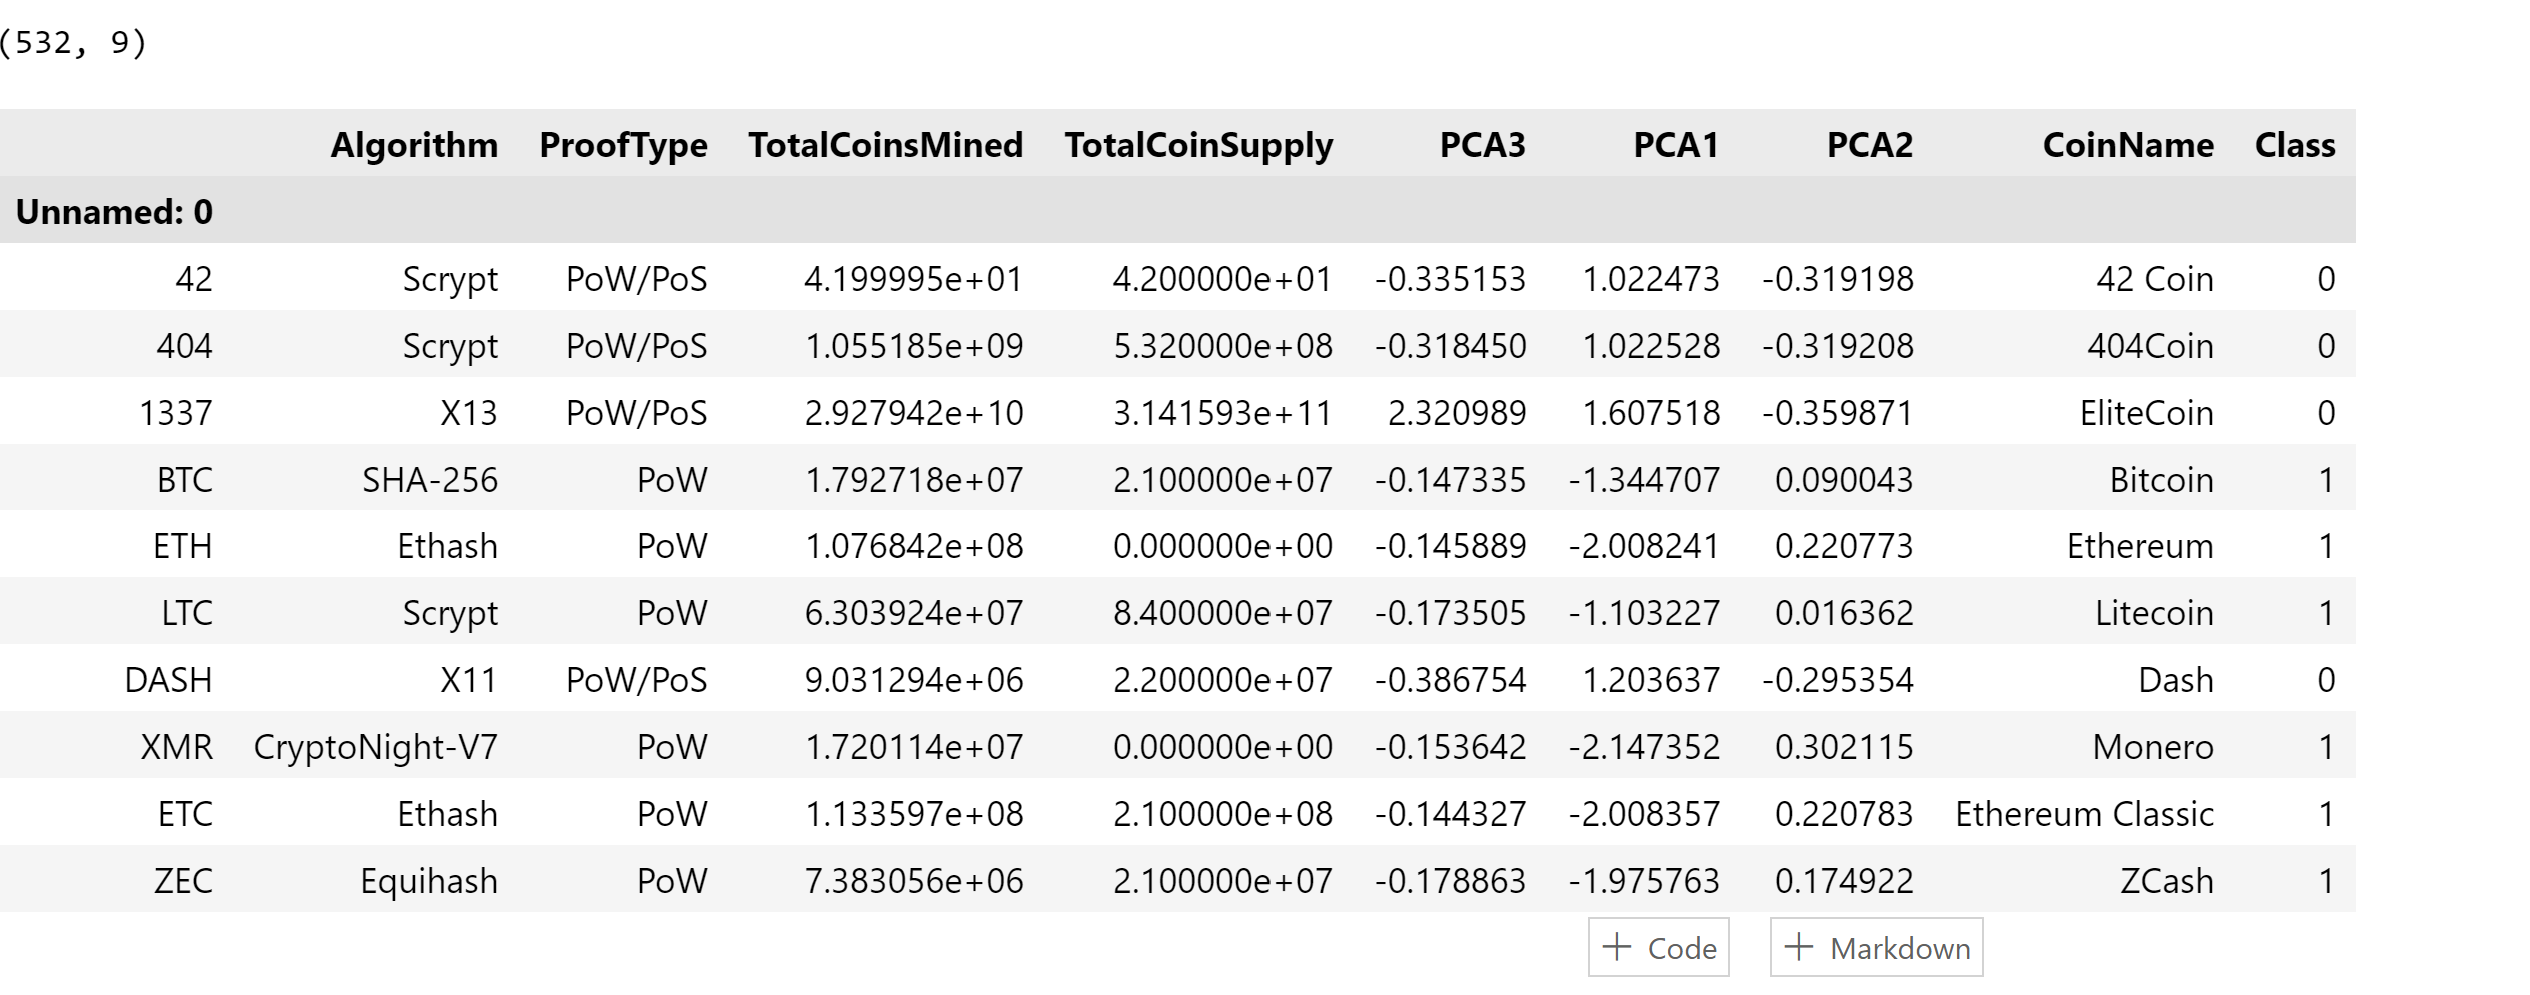 (532, 9)
Algorithm ProofType TotalCoinsMined TotalCoinSupply PCA3 PCA1 PCA2 CoinName Class
Unnamed: 0
42 Scrypt PoW/PoS 4.199995e+01 4.200000e+01 -0.335153 1.022473 -0.319198 42 Coin 0
404 Scrypt PoW/PoS 1.055185e+09 5.320000e+08 -0.318450 1.022528 -0.319208 404Coin 0
1337 X13 PoW/PoS 2.927942e+10 3.141593e+11 2.320989 1.607518 -0.359871 EliteCoin 0
BTC SHA-256 PoW 1.792718e+07 2.100000e+07 -0.147335 -1.344707 0.090043 Bitcoin 1
ETH Ethash PoW 1.076842e+08 0.000000e+00 -0.145889 -2.008241 0.220773 Ethereum 1
LTC Scrypt PoW 6.303924e+07 8.400000e+07 -0.173505 -1.103227 0.016362 Litecoin 1
DASH X11 PoW/PoS 9.031294e+06 2.200000e+07 -0.386754 1.203637 -0.295354 Dash 0
XMR CryptoNight-V7 PoW 1.720114e+07 0.000000e+00 -0.153642 -2.147352 0.302115 Monero 1
ETC Ethash PoW 1.133597e+08 2.100000e+08 -0.144327 -2.008357 0.220783 Ethereum Classic 1
ZEC Equihash PoW 7.383056e+06 2.100000e+07 -0.178863 -1.975763 0.174922 ZCash 1
+ Code + Markdown